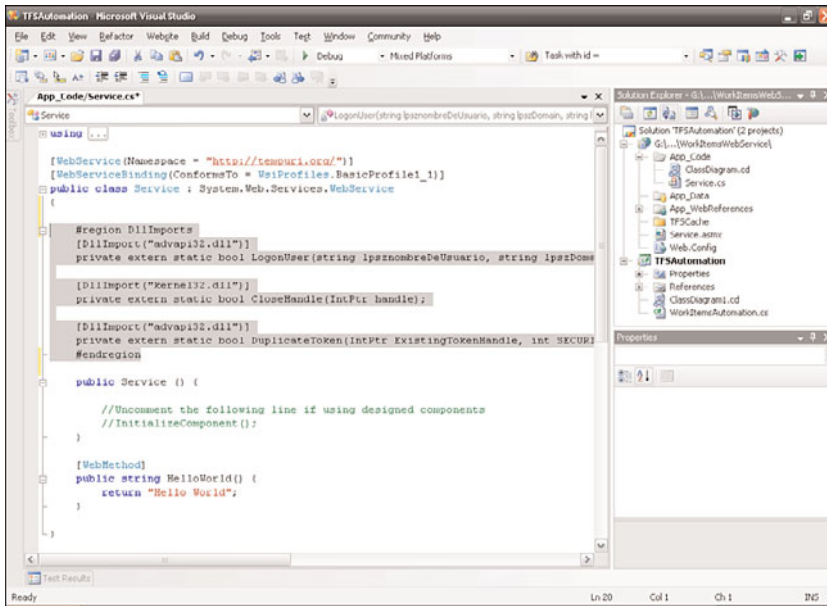 TFSAutomation - Microsoft Visual Studio
File Edit View Refactor Website Build Debug Tools Test Window Community Help
Debug Mixed Platforms Task with id =
App_Code/Service.cs*
Service LogonUser(string lpsznombreDeUsuario, string lpszDomain, string l
using ...
[WebService(Namespace = "http://tempuri.org/")]
[WebServiceBinding(ConformsTo = WsiProfiles.BasicProfile1_1)]
public class Service : System.Web.Services.WebService
{
#region DllImports
[DllImport("advapi32.dll")]
private extern static bool LogonUser(string lpsznombreDeUsuario, string lpszDoms
[DllImport("Kernel32.dll")]
private extern static bool CloseHandle(IntPtr handle);
[DllImport("advapi32.dll")]
private extern static bool DuplicateToken(IntPtr ExistingTokenHandle, int SECURI
#endregion
public Service () {
//Uncomment the following line if using designed components
//InitializeComponent();
}
[WebMethod]
public string HelloWorld() {
return "Hello World";
}
}
Toolbox
Test Results
Solution Explorer - G:\...\WorkItemsWebS...
Solution 'TFSAutomation' (2 projects)
G:\...\WorkItemsWebService\
App_Code
ClassDiagram.cd
Service.cs
App_Data
App_WebReferences
TFSCache
Service.asmx
Web.Config
TFSAutomation
Properties
References
ClassDiagram1.cd
WorkItemsAutomation.cs
Properties
Ready Ln 20 Col 1 Ch 1 INS